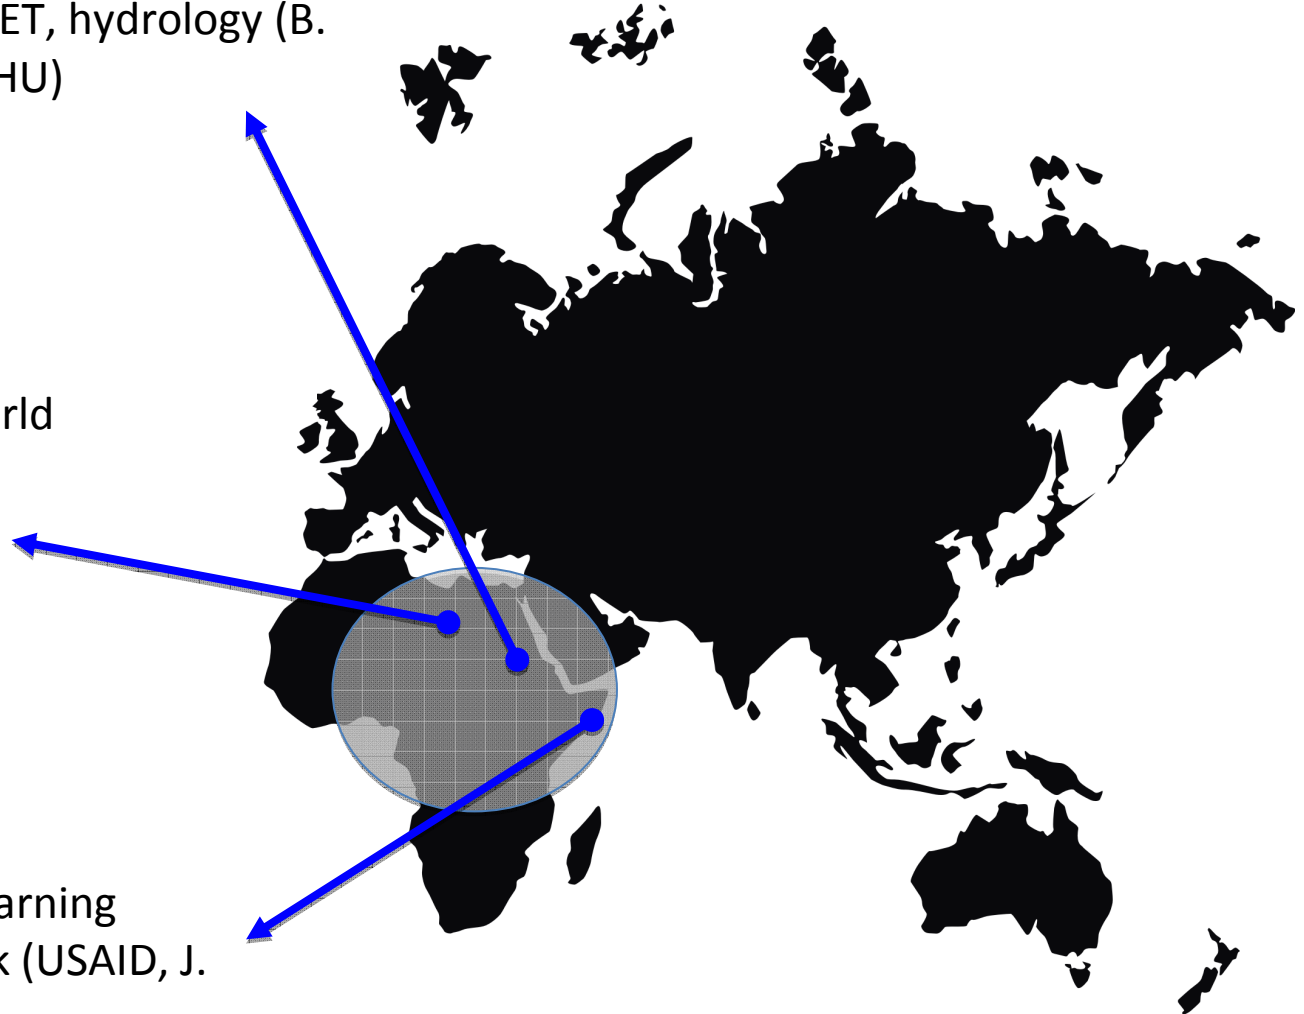 ET, hydrology (B.
HU)
rld
arning
k (USAID, J.